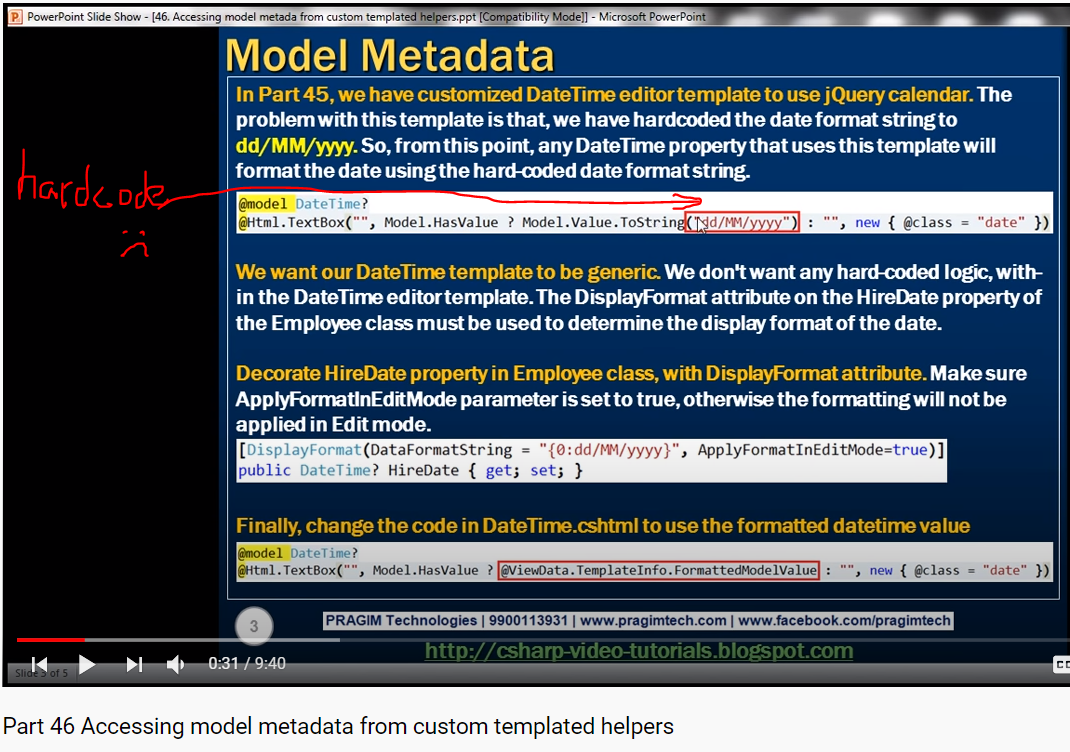 PowerPoint Slide Show - [46. Accessing model metada from custom templated helpers.ppt [Compatibility Mode]] - Microsoft PowerPoint
Model Metadata
In Part 45, we have customized DateTime editor template to use jQuery calendar. The
problem with this template is that, we have hardcoded the date format string to
dd/MM/yyyy. So, from this point, any DateTime property that uses this template will
format the date using the hard-coded date format string.
hardcode
@model DateTime?
@Html.TextBox("", Model.HasValue ? Model.Value.ToString("dd/MM/yyyy") : "", new { @class = "date" })
We want our DateTime template to be generic. We don't want any hard-coded logic, with-
in the DateTime editor template. The DisplayFormat attribute on the HireDate property of
the Employee class must be used to determine the display format of the date.
Decorate HireDate property in Employee class, with DisplayFormat attribute. Make sure
ApplyFormatInEditMode parameter is set to true, otherwise the formatting will not be
applied in Edit mode.
[DisplayFormat(DataFormatString = "{0:dd/MM/yyyy}", ApplyFormatInEditMode=true)]
public DateTime? HireDate { get; set; }
Finally, change the code in DateTime.cshtml to use the formatted datetime value
@model DateTime?
@Html.TextBox("", Model.HasValue ? @ViewData.TemplateInfo.FormattedModelValue : "", new { @class = "date" })
3
PRAGIM Technologies | 9900113931 | www.pragimtech.com | www.facebook.com/pragimtech
http://csharp-video-tutorials.blogspot.com
0:31 / 9:40
Slide 3 of 5
CC
Part 46 Accessing model metadata from custom templated helpers